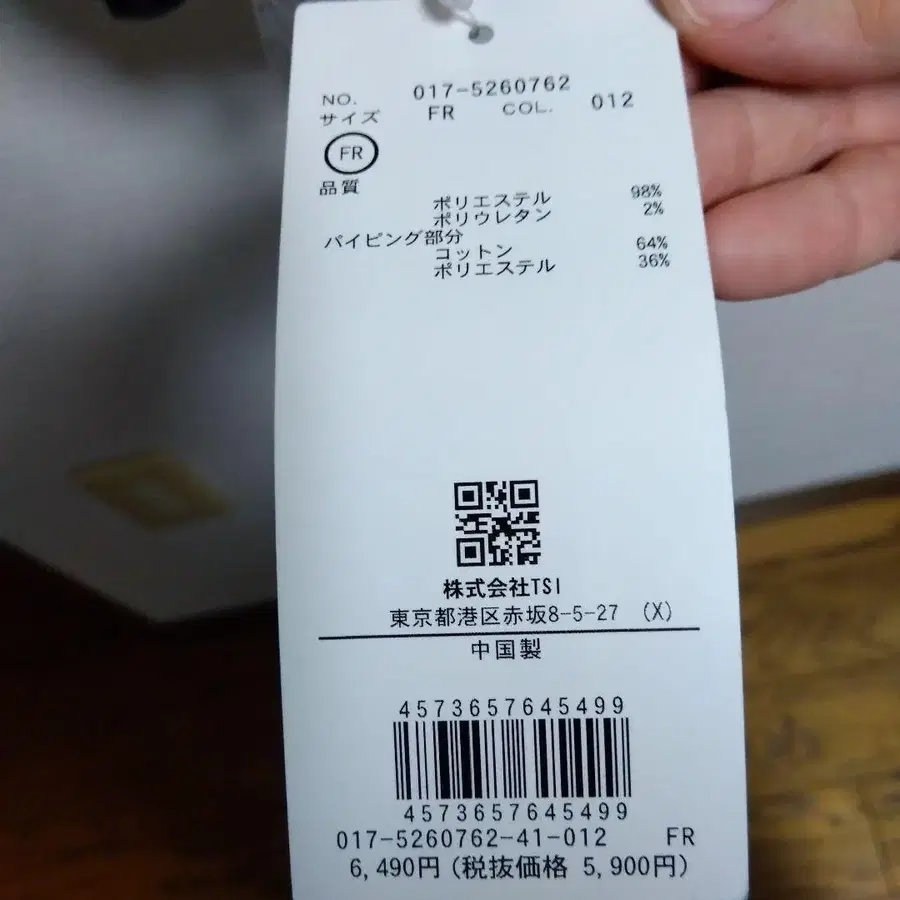 NO. 017-5260762
サイズ FR COL. 012
FR
品質
ポリエステル 98%
ポリウレタン 2%
パイピング部分
コットン 64%
ポリエステル 36%
株式会社TSI
東京都港区赤坂8-5-27 (X)
中国製
4573657645499
4573657645499
017-5260762-41-012 FR
6,490円(税抜価格 5,900円)